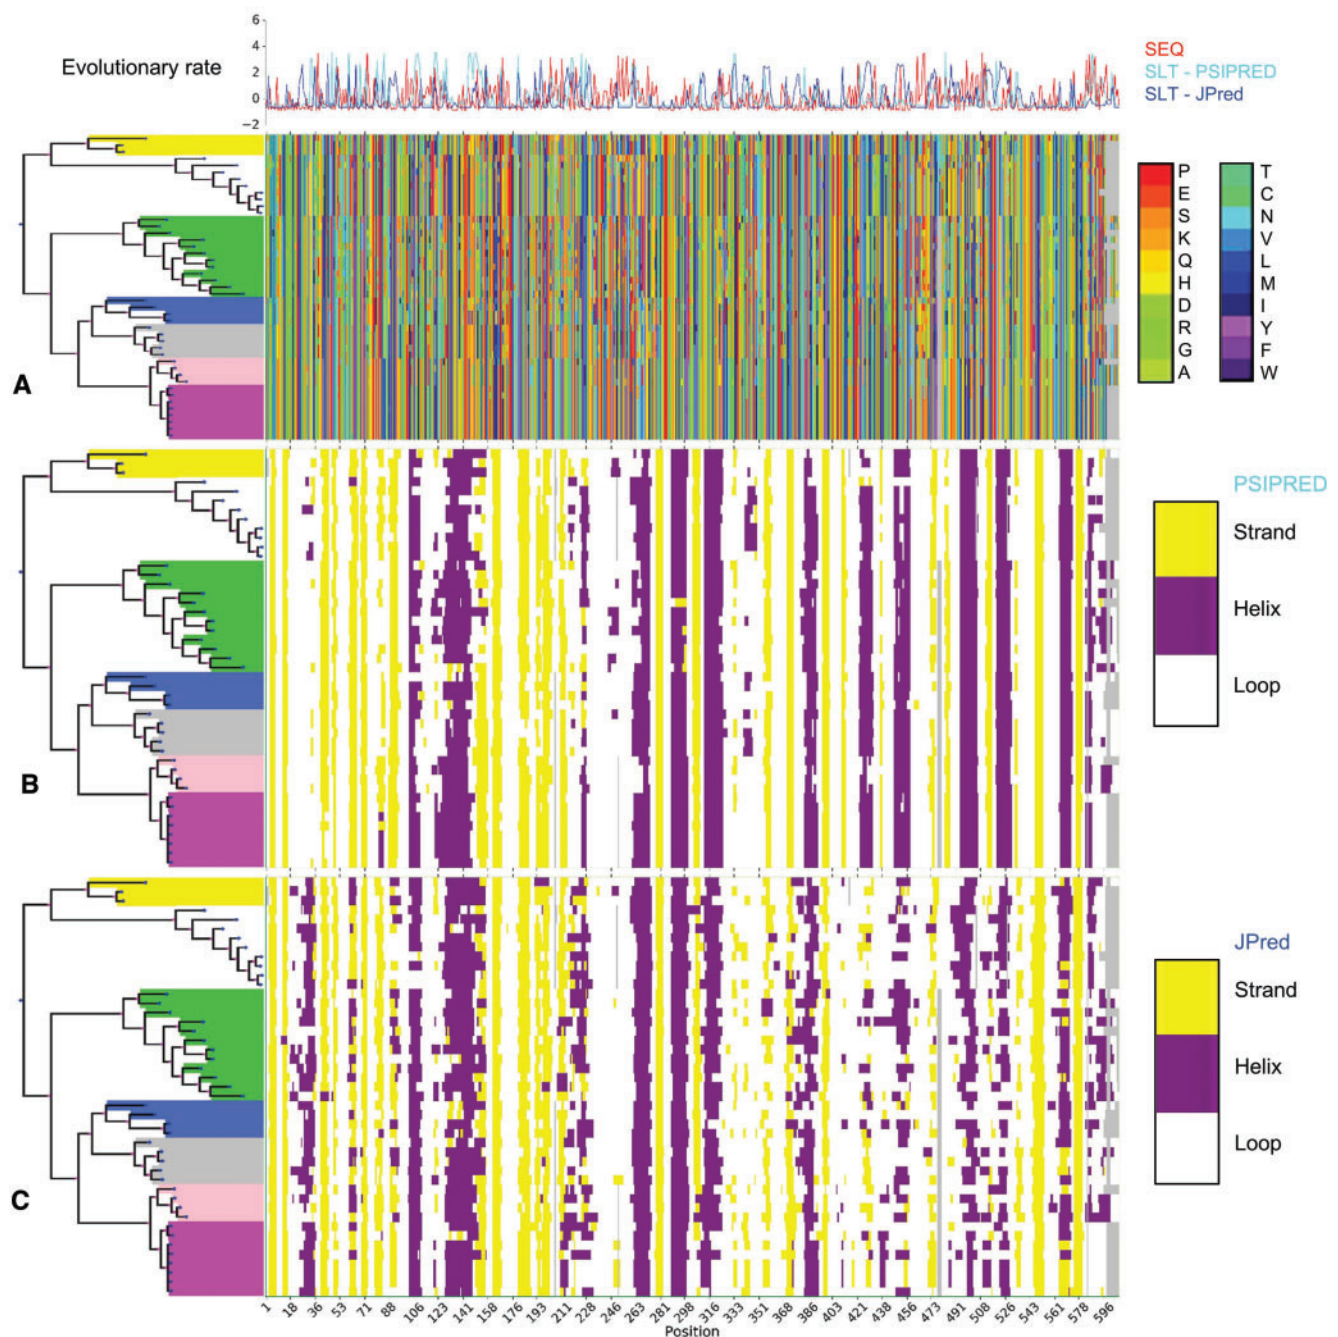 6
4
2
0
−2
Evolutionary rate
SEQ
SLT - PSIPRED
SLT - JPred
P T
E C
S N
K V
Q L
H M
D I
R Y
G F
A W
A
PSIPRED
Strand
Helix
Loop
B
JPred
Strand
Helix
Loop
C
1 18 36 53 71 88 106 123 141 158 176 193 211 228 246 263 281 298 316 333 351 368 386 403 421 438 456 473 491 508 526 543 561 578 596
Position